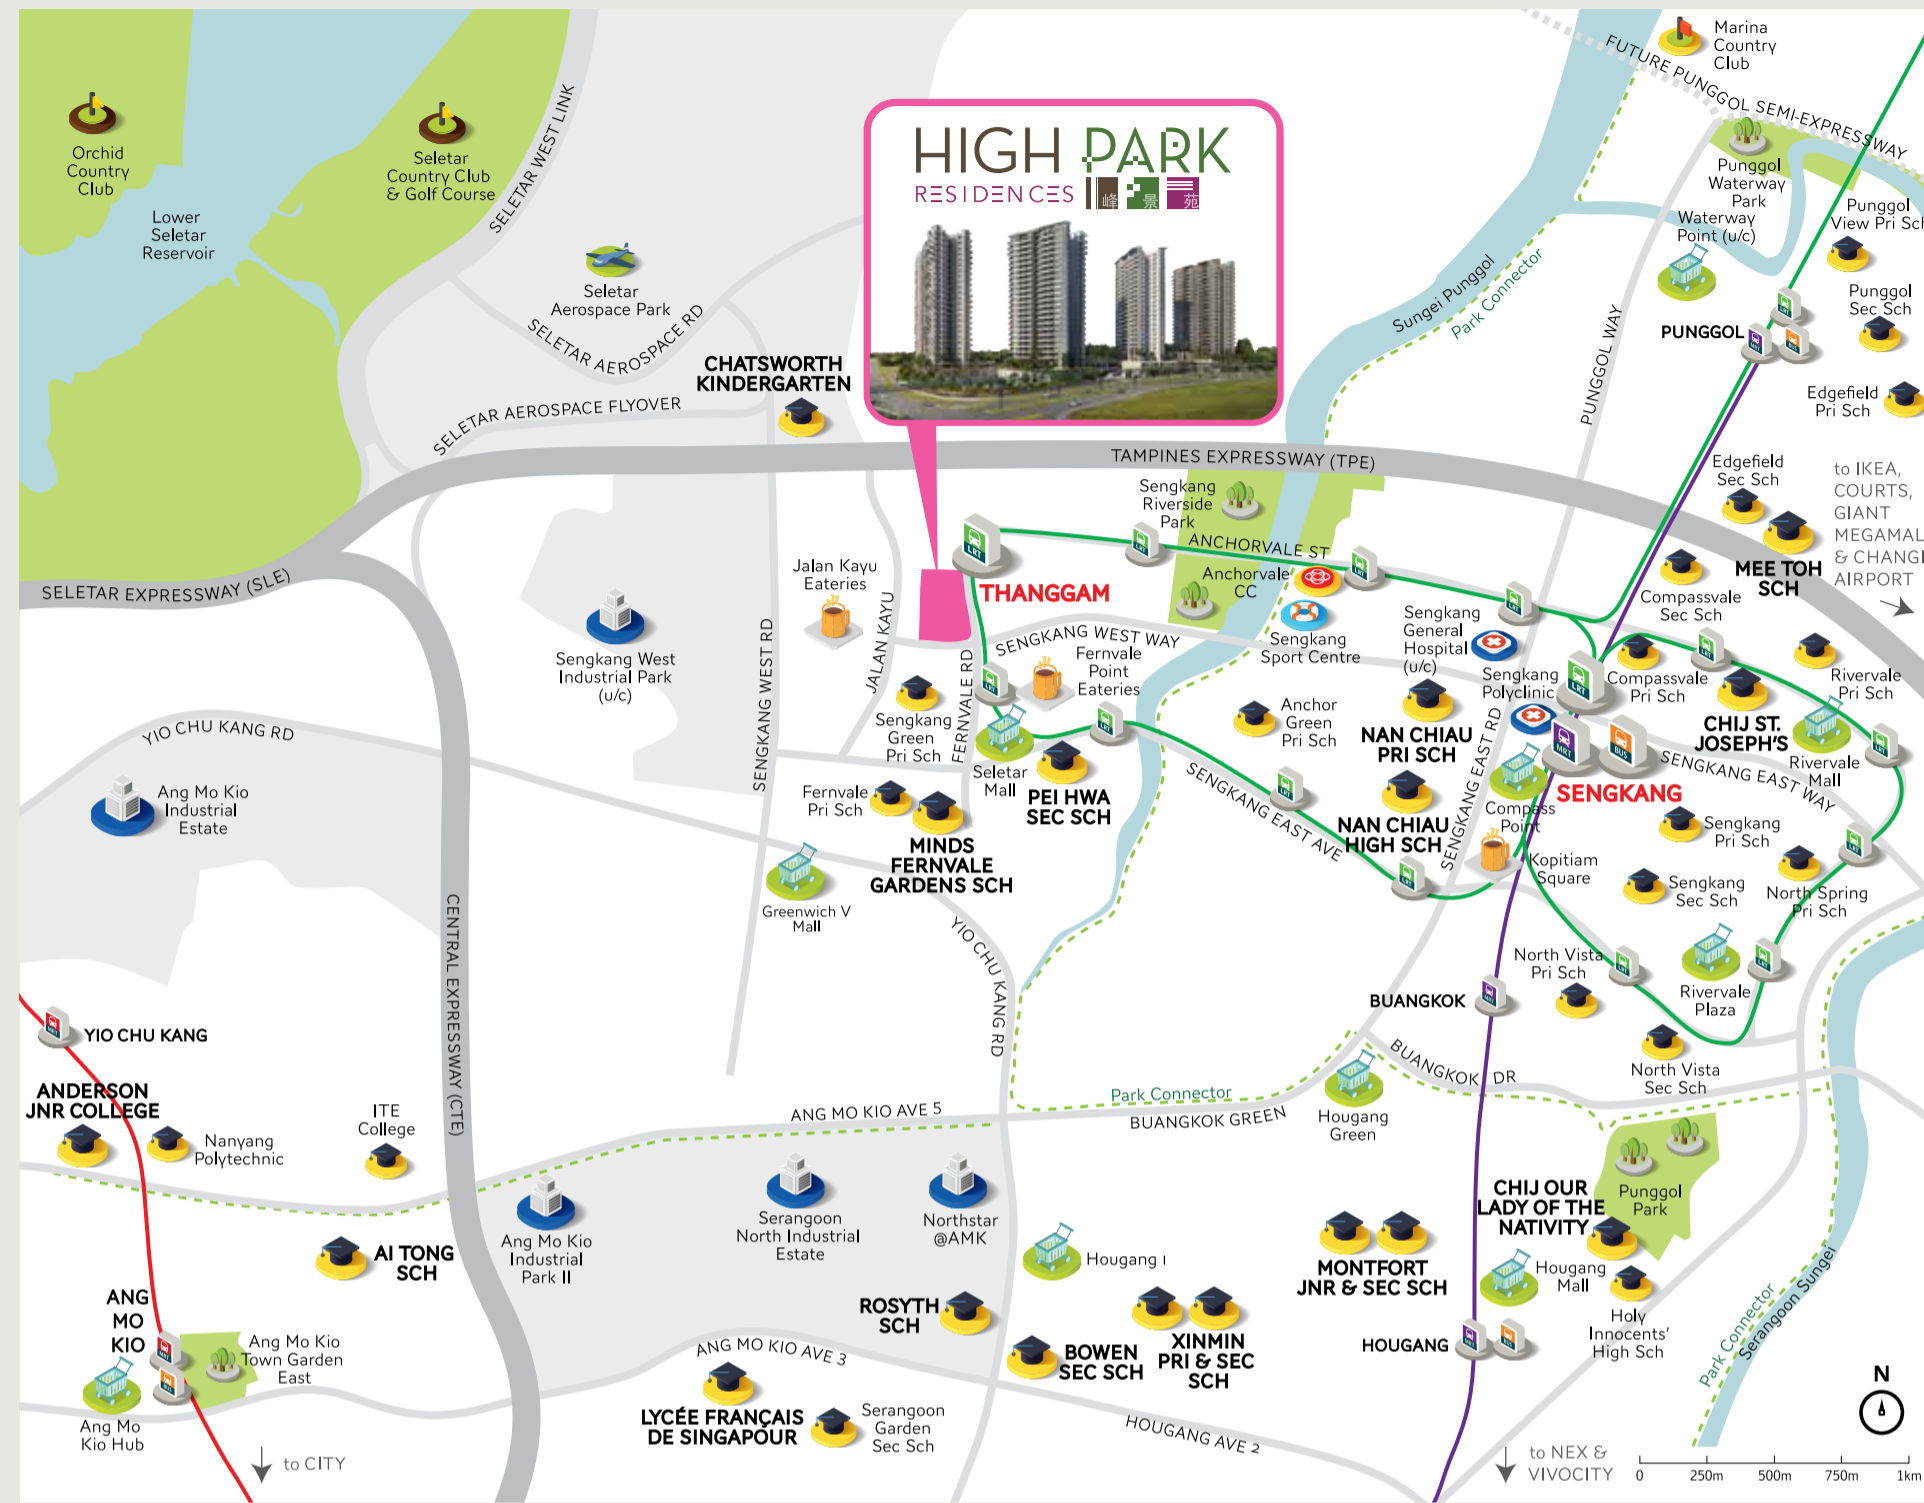 Orchid
Country
Club
Lower
Seletar
Reservoir
Seletar
Country Club
& Golf Course
SELETAR WEST LINK
Seletar
Aerospace Park
SELETAR AEROSPACE RD
SELETAR AEROSPACE FLYOVER
CHATSWORTH
KINDERGARTEN
HIGH PARK
RESIDENCES 峰 景 苑
Marina
Country
Club
FUTURE PUNGGOL SEMI-EXPRESSWAY
Punggol
Waterway
Park
Waterway
Point (u/c)
Punggol
View Pri Sch
Punggol
Sec Sch
PUNGGOL
LRT
MRT
BUS
Edgefield
Pri Sch
Sungei Punggol
Park Connector
PUNGGOL WAY
TAMPINES EXPRESSWAY (TPE)
Edgefield
Sec Sch
to IKEA,
COURTS,
GIANT
MEGAMAL
& CHANGI
AIRPORT
MEE TOH
SCH
Compassvale
Sec Sch
SELETAR EXPRESSWAY (SLE)
Sengkang West
Industrial Park
(u/c)
SENGKANG WEST RD
Jalan Kayu
Eateries
JALAN KAYU
LRT
THANGGAM
Sengkang
Riverside
Park
ANCHORVALE ST
Anchorvale
CC
Sengkang
Sport Centre
SENGKANG WEST WAY
Fernvale
Point
Eateries
FERNVALE RD
Sengkang
Green
Pri Sch
Seletar
Mall
PEI HWA
SEC SCH
Fernvale
Pri Sch
MINDS
FERNVALE
GARDENS SCH
Greenwich V
Mall
Sengkang
General
Hospital
(u/c)
Sengkang
Polyclinic
Anchor
Green
Pri Sch
NAN CHIAU
PRI SCH
NAN CHIAU
HIGH SCH
SENGKANG EAST RD
SENGKANG EAST AVE
LRT
MRT
BUS
SENGKANG
Compass
Point
Kopitiam
Square
Compassvale
Pri Sch
Rivervale
Pri Sch
CHIJ ST.
JOSEPH'S
Rivervale
Mall
SENGKANG EAST WAY
Sengkang
Pri Sch
Sengkang
Sec Sch
North Spring
Pri Sch
North Vista
Pri Sch
Rivervale
Plaza
North Vista
Sec Sch
YIO CHU KANG RD
Ang Mo Kio
Industrial
Estate
CENTRAL EXPRESSWAY (CTE)
YIO CHU KANG RD
BUANGKOK
BUANGKOK DR
Hougang
Green
Park Connector
BUANGKOK GREEN
ANG MO KIO AVE 5
YIO CHU KANG
ANDERSON
JNR COLLEGE
Nanyang
Polytechnic
ITE
College
AI TONG
SCH
ANG
MO
KIO
Ang Mo Kio
Town Garden
East
Ang Mo
Kio Hub
to CITY
Ang Mo Kio
Industrial
Park II
Serangoon
North Industrial
Estate
Northstar
@AMK
Hougang I
ROSYTH
SCH
BOWEN
SEC SCH
XINMIN
PRI & SEC
SCH
ANG MO KIO AVE 3
LYCÉE FRANÇAIS
DE SINGAPOUR
Serangoon
Garden
Sec Sch
HOUGANG AVE 2
MONTFORT
JNR & SEC SCH
HOUGANG
CHIJ OUR
LADY OF THE
NATIVITY
Punggol
Park
Hougang
Mall
Holy
Innocents'
High Sch
Park Connector
Serangoon Sungei
to NEX &
VIVOCITY
N
0 250m 500m 750m 1km